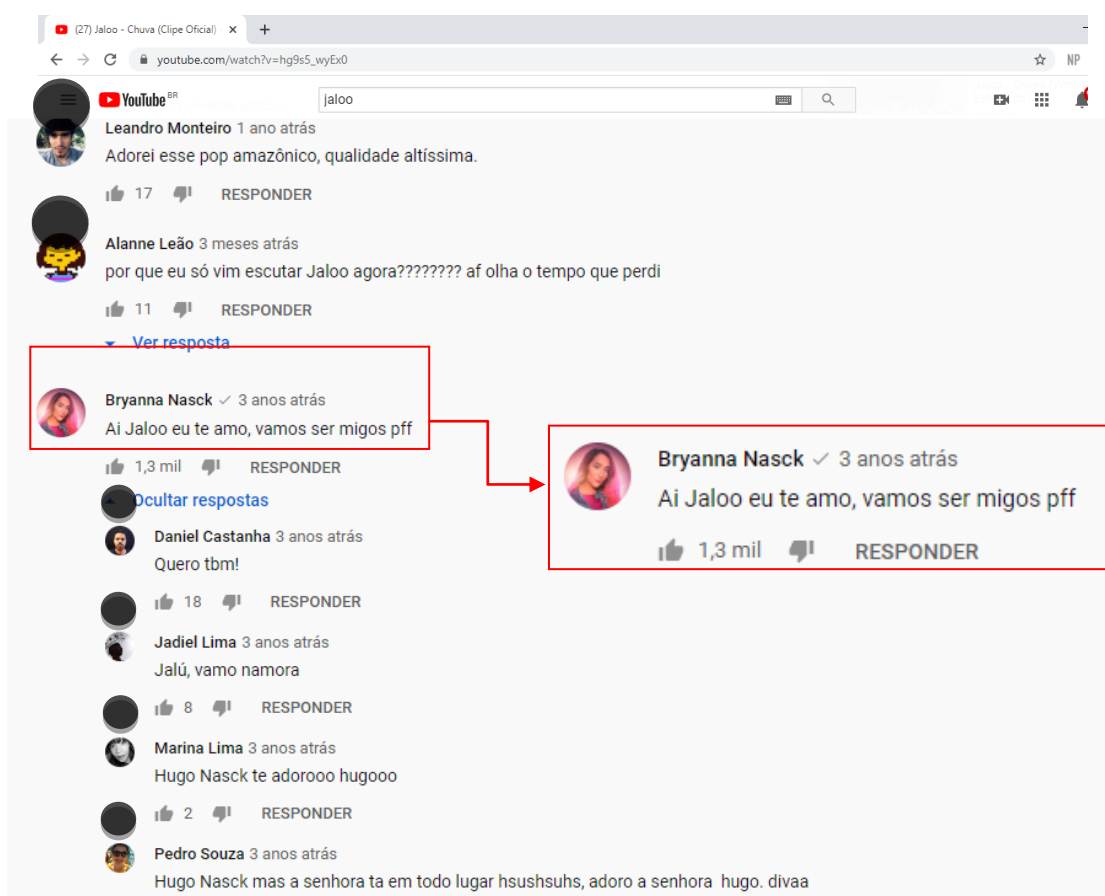 (27) Jaloo - Chuva (Clipe Oficial) × +
youtube.com/watch?v=hg9s5_wyEx0
NP
YouTube BR
jaloo
Leandro Monteiro 1 ano atrás
Adorei esse pop amazônico, qualidade altíssima.
17 RESPONDER
Alanne Leão 3 meses atrás
por que eu só vim escutar Jaloo agora???????? af olha o tempo que perdi
11 RESPONDER
Ver resposta
Bryanna Nasck ✓ 3 anos atrás
Ai Jaloo eu te amo, vamos ser migos pff
1,3 mil RESPONDER
Ocultar respostas
Daniel Castanha 3 anos atrás
Quero tbm!
18 RESPONDER
Jadiel Lima 3 anos atrás
Jalú, vamo namora
8 RESPONDER
Marina Lima 3 anos atrás
Hugo Nasck te adorooo hugooo
2 RESPONDER
Pedro Souza 3 anos atrás
Hugo Nasck mas a senhora ta em todo lugar hsushsuhs, adoro a senhora hugo. divaa
Bryanna Nasck ✓ 3 anos atrás
Ai Jaloo eu te amo, vamos ser migos pff
1,3 mil RESPONDER